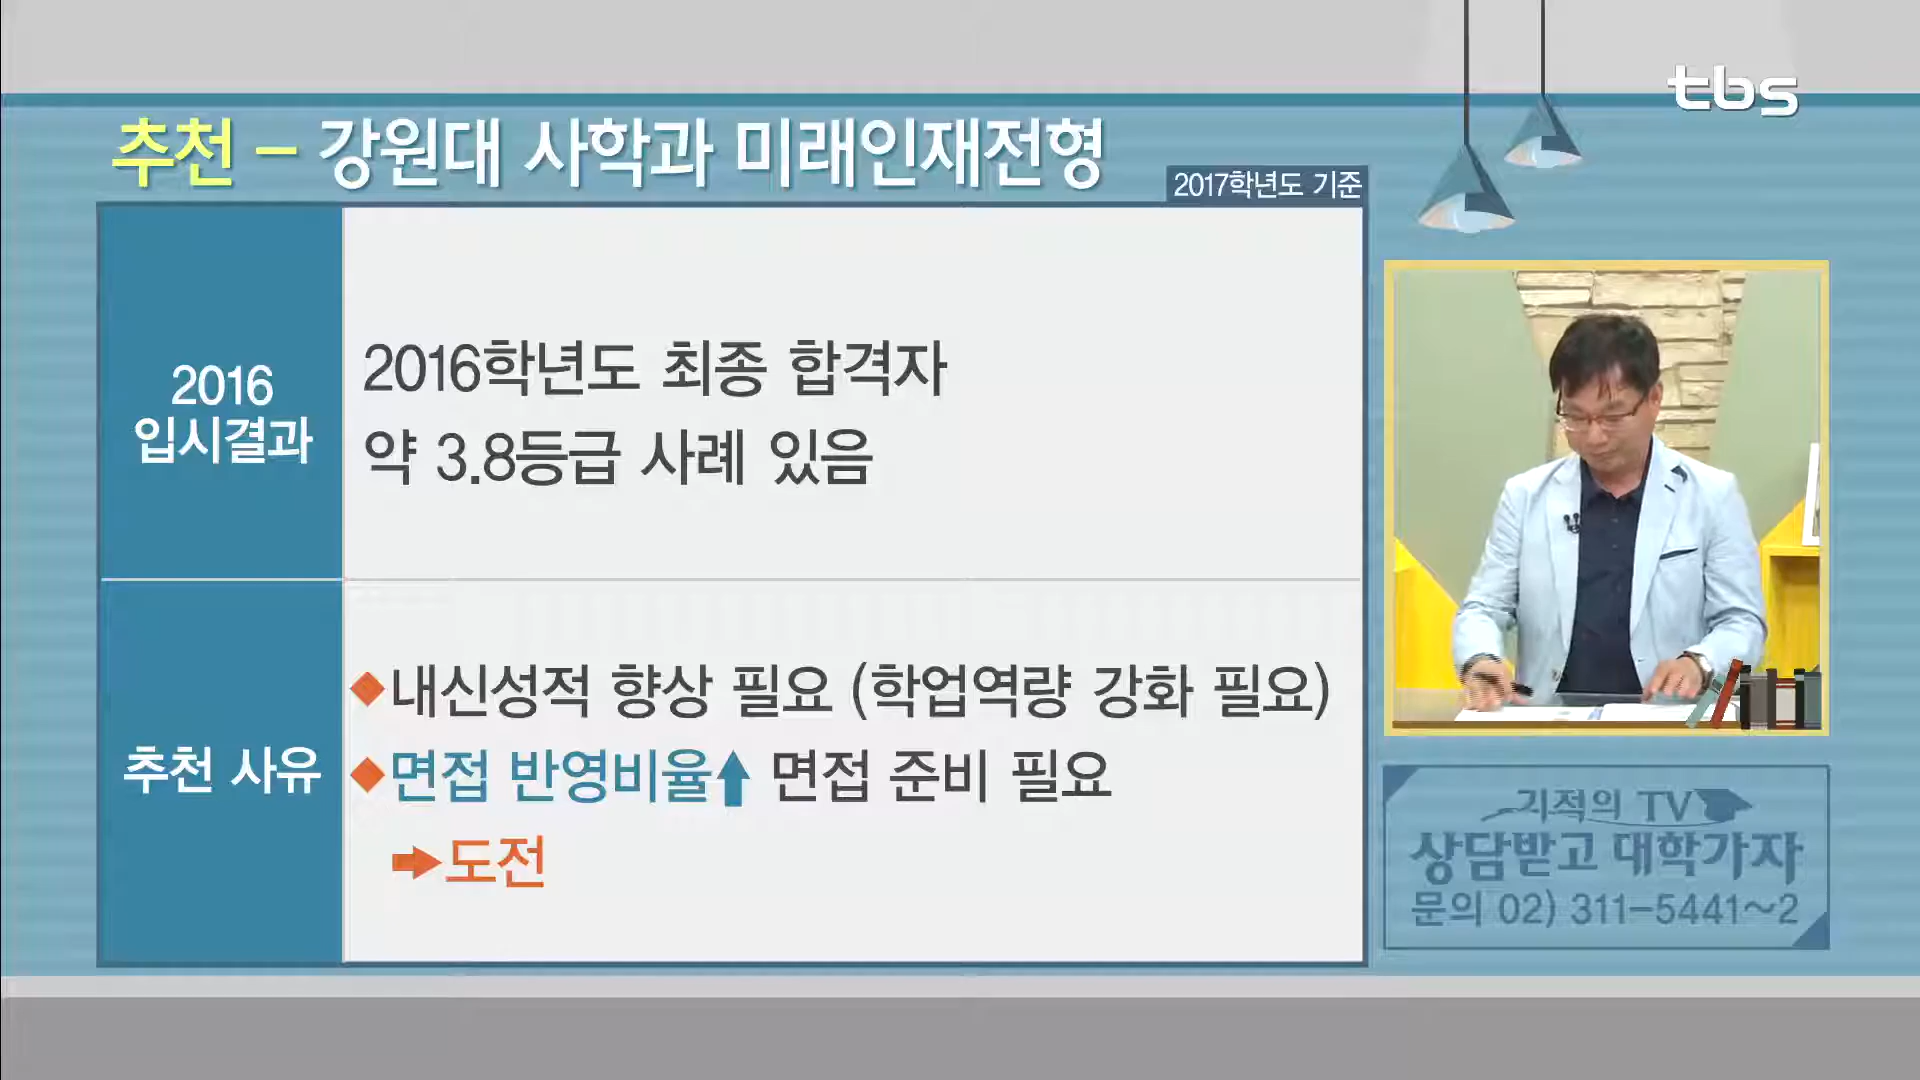 tbs
추천 - 강원대 사학과 미래인재전형
2017학년도 기준
2016
입시결과
2016학년도 최종 합격자
약 3.8등급 사례 있음
추천 사유
◆내신성적 향상 필요 (학업역량 강화 필요)
◆면접 반영비율⬆ 면접 준비 필요
➡도전
기적의 TV
상담받고 대학가자
문의 02) 311-5441~2